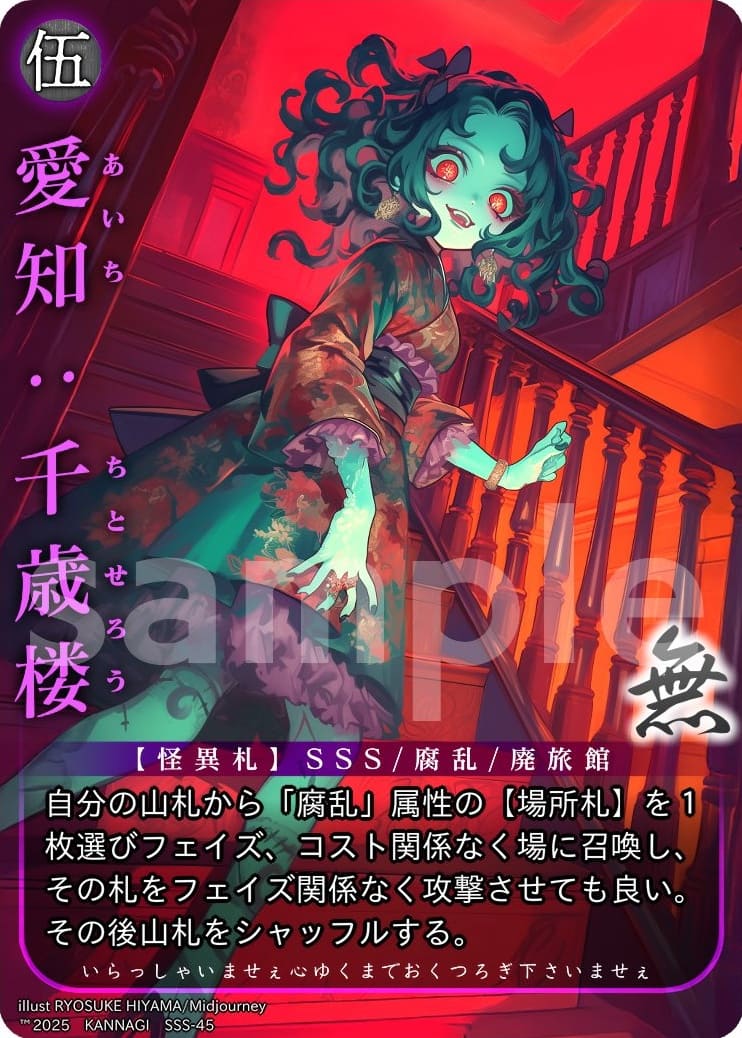 伍
愛知：千歳楼
あいち
ちとせろう
sample
無
【怪異札】SSS/腐乱/廃旅館
自分の山札から「腐乱」属性の【場所札】を１
枚選びフェイズ、コスト関係なく場に召喚し、
その札をフェイズ関係なく攻撃させても良い。
その後山札をシャッフルする。
いらっしゃいませぇ心ゆくまでおくつろぎ下さいませぇ
illust RYOSUKE HIYAMA/Midjourney
™2025 KANNAGI SSS-45